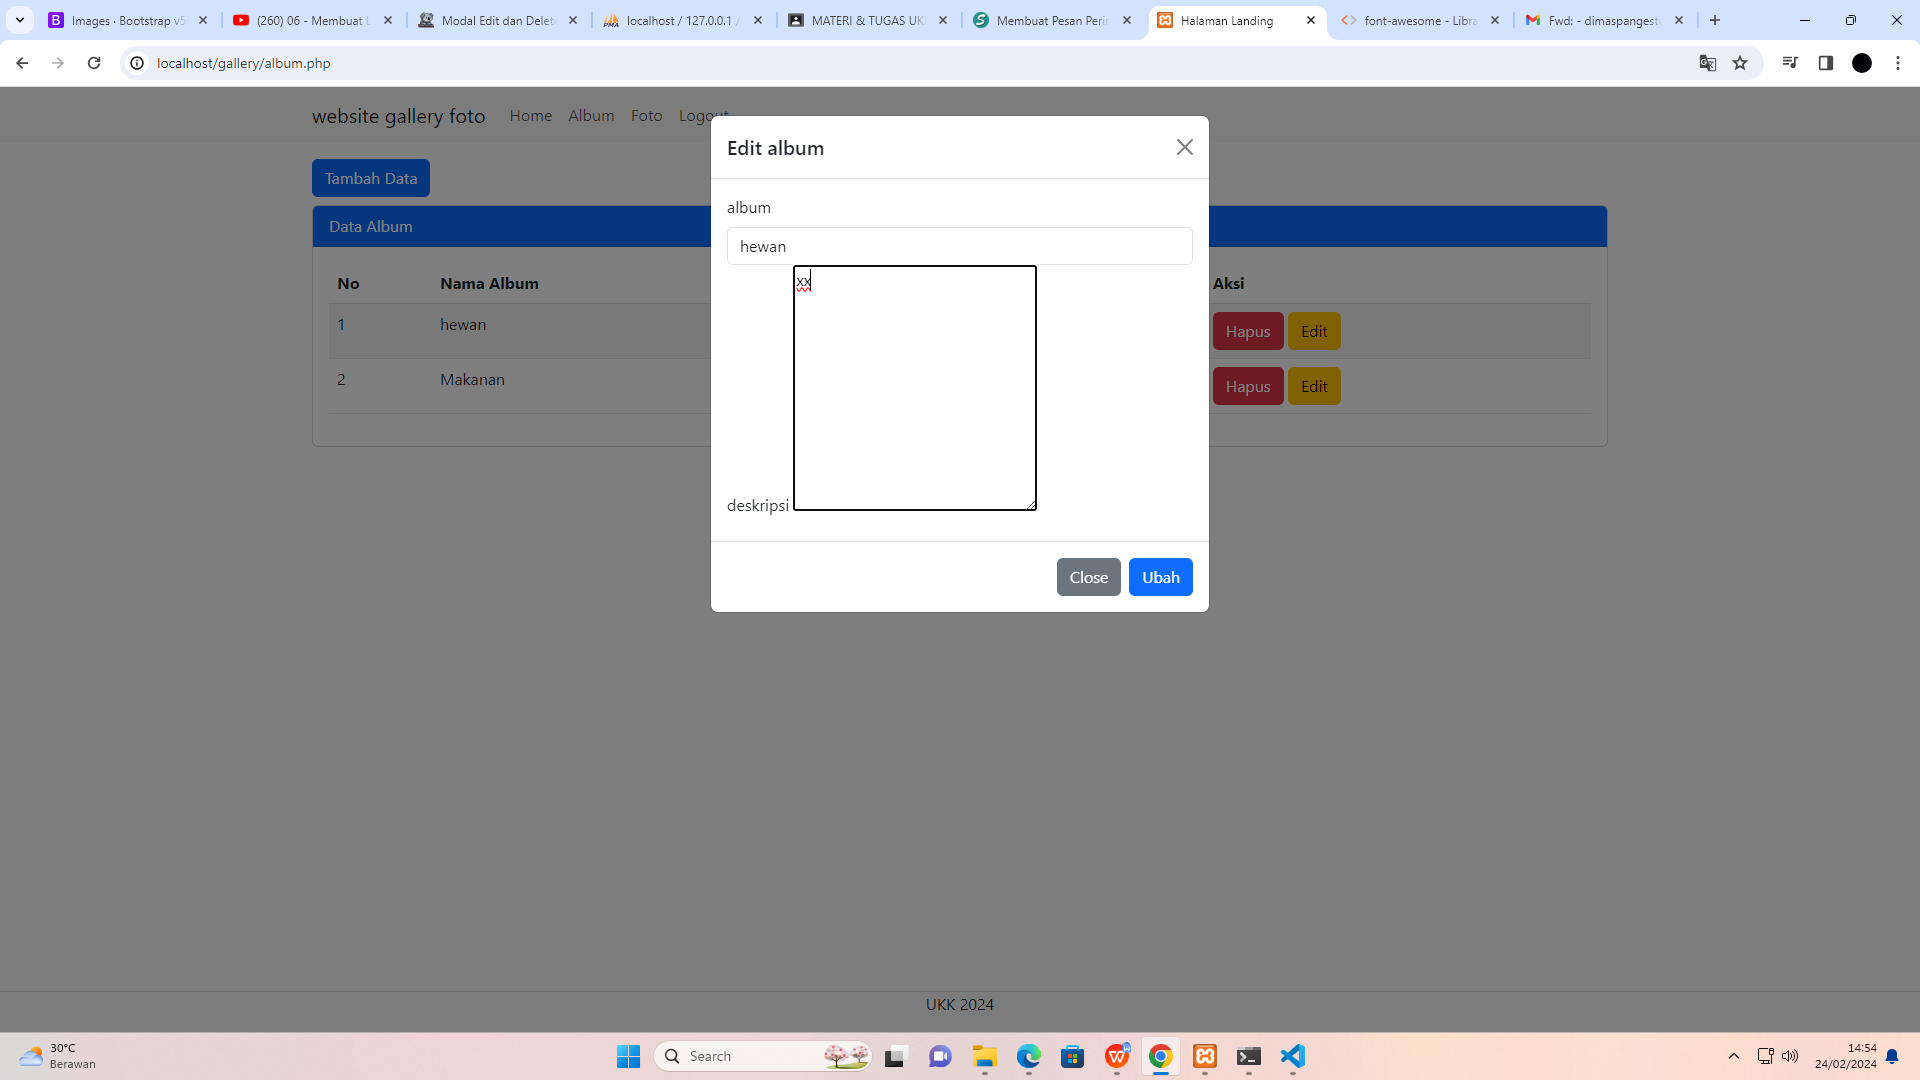 Images · Bootstrap v5
(260) 06 - Membuat L
Modal Edit dan Delet
localhost / 127.0.0.1 /
MATERI & TUGAS UK
Membuat Pesan Peri
Halaman Landing
font-awesome - Libra
Fwd: - dimaspangest
localhost/gallery/album.php
website gallery foto
Home
Album
Foto
Logout
Edit album
Tambah Data
album
Data Album
hewan
No
Nama Album
xx
Aksi
1
hewan
Hapus
Edit
2
Makanan
Hapus
Edit
deskripsi
Close
Ubah
UKK 2024
30°C
Berawan
Search
14:54
24/02/2024